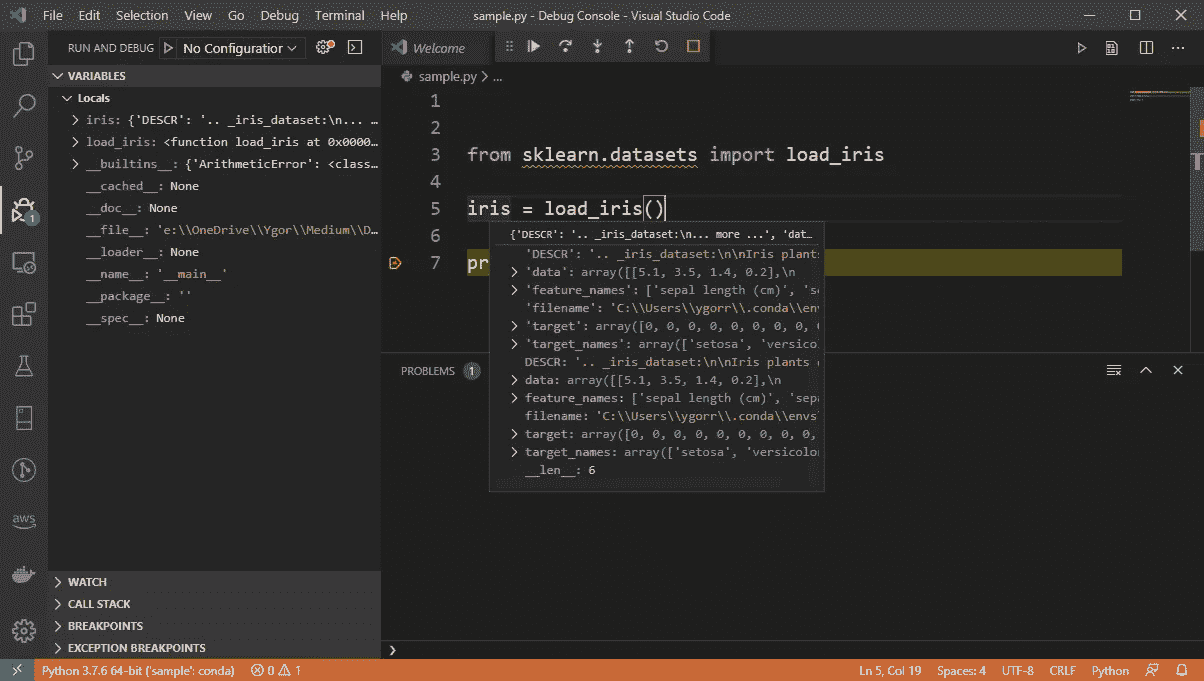 File Edit Selection View Go Debug Terminal Help sample.py - Debug Console - Visual Studio Code
RUN AND DEBUG No Configuration
Welcome
VARIABLES
Locals
iris: {'DESCR': '.. _iris_dataset:\n... …
load_iris: <function load_iris at 0x0000…
__builtins__: {'ArithmeticError': <class…
__cached__: None
__doc__: None
__file__: 'e:\\OneDrive\\Ygor\\Medium\\D…
__loader__: None
__name__: '__main__'
__package__: ''
__spec__: None
WATCH
CALL STACK
BREAKPOINTS
EXCEPTION BREAKPOINTS
1
sample.py > ...
1
2
3 from sklearn.datasets import load_iris
4
5 iris = load_iris()
6
7 pr
{'DESCR': '.. _iris_dataset:\n... more ...', 'dat…
'DESCR': '.. _iris_dataset:\n\nIris plants
'data': array([[5.1, 3.5, 1.4, 0.2],\n
'feature_names': ['sepal length (cm)', 'se
'filename': 'C:\\Users\\ygorr\\.conda\\env
'target': array([0, 0, 0, 0, 0, 0, 0,
'target_names': array(['setosa', 'versicol
DESCR: '.. _iris_dataset:\n\nIris plants
data: array([[5.1, 3.5, 1.4, 0.2],\n
feature_names: ['sepal length (cm)', 'sep
filename: 'C:\\Users\\ygorr\\.conda\\envs
target: array([0, 0, 0, 0, 0, 0, 0, 0, 0,
target_names: array(['setosa', 'versicolo
__len__: 6
PROBLEMS 1
aws
Python 3.7.6 64-bit ('sample': conda) 0 1 Ln 5, Col 19 Spaces: 4 UTF-8 CRLF Python